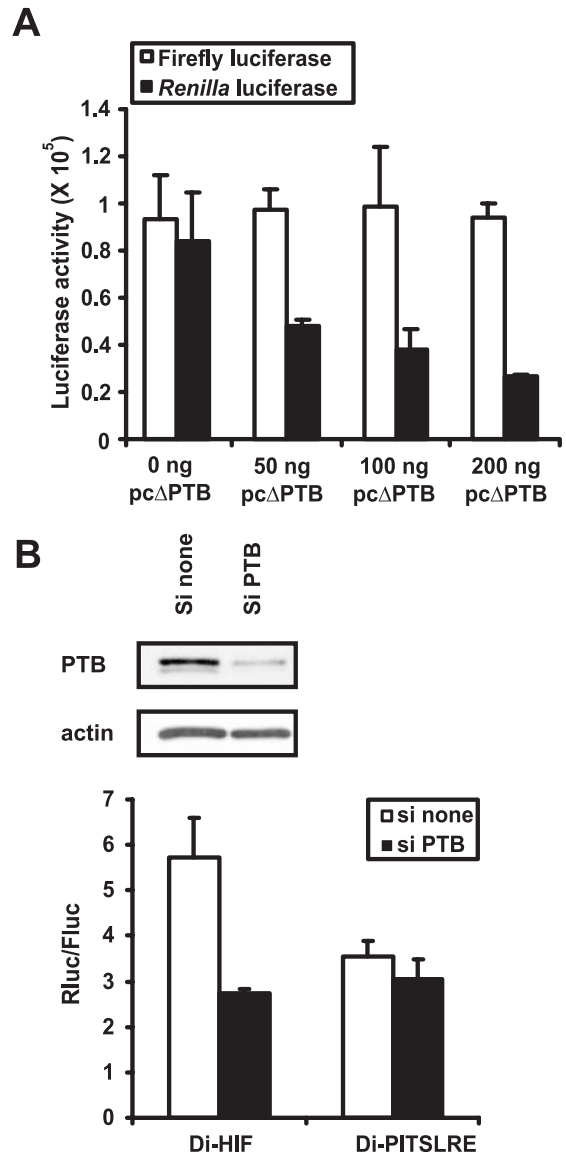 A
Firefly luciferase
Renilla luciferase
Luciferase activity (X 10⁵)
1.4
1.2
1
0.8
0.6
0.4
0.2
0
0 ng
pcΔPTB
50 ng
pcΔPTB
100 ng
pcΔPTB
200 ng
pcΔPTB
B
Si none
Si PTB
PTB
actin
si none
si PTB
Rluc/Fluc
7
6
5
4
3
2
1
0
Di-HIF
Di-PITSLRE